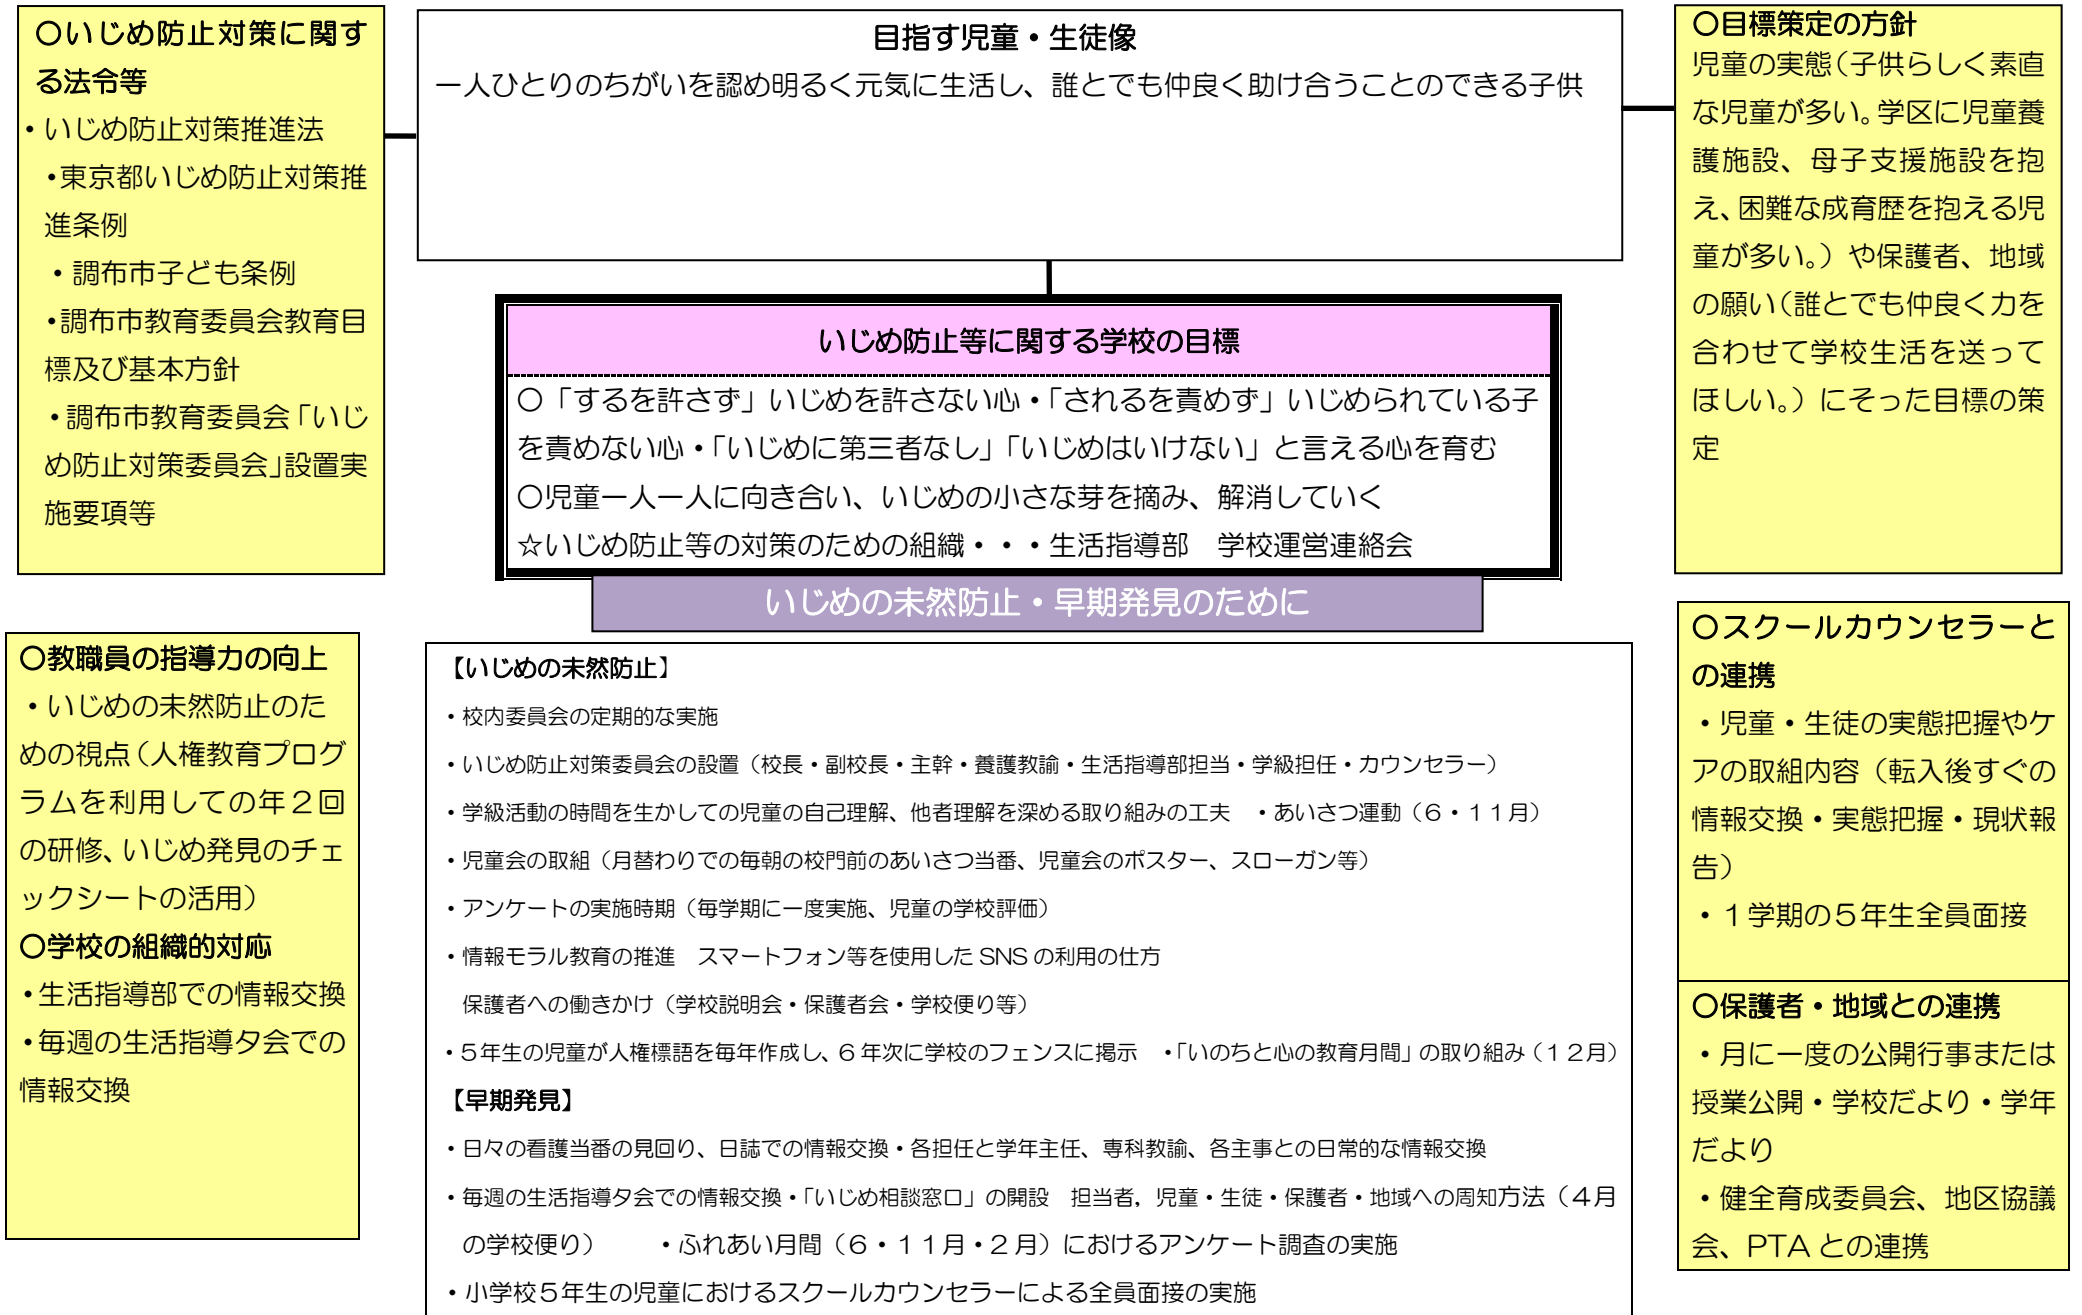 〇いじめ防止対策に関す
る法令等
・いじめ防止対策推進法
・東京都いじめ防止対策推
進条例
・調布市子ども条例
・調布市教育委員会教育目
標及び基本方針
・調布市教育委員会「いじ
め防止対策委員会」設置実
施要項等
目指す児童・生徒像
一人ひとりのちがいを認め明るく元気に生活し、誰とでも仲良く助け合うことのできる子供
〇目標策定の方針
児童の実態（子供らしく素直
な児童が多い。学区に児童養
護施設、母子支援施設を抱
え、困難な成育歴を抱える児
童が多い。）や保護者、地域
の願い（誰とでも仲良く力を
合わせて学校生活を送って
ほしい。）にそった目標の策
定
いじめ防止等に関する学校の目標
〇「するを許さず」いじめを許さない心・「されるを責めず」いじめられている子
を責めない心・「いじめに第三者なし」「いじめはいけない」と言える心を育む
〇児童一人一人に向き合い、いじめの小さな芽を摘み、解消していく
☆いじめ防止等の対策のための組織・・・生活指導部　学校運営連絡会
いじめの未然防止・早期発見のために
〇教職員の指導力の向上
・いじめの未然防止のた
めの視点（人権教育プログ
ラムを利用しての年２回
の研修、いじめ発見のチェ
ックシートの活用）
〇学校の組織的対応
・生活指導部での情報交換
・毎週の生活指導夕会での
情報交換
【いじめの未然防止】
・校内委員会の定期的な実施
・いじめ防止対策委員会の設置（校長・副校長・主幹・養護教諭・生活指導部担当・学級担任・カウンセラー）
・学級活動の時間を生かしての児童の自己理解、他者理解を深める取り組みの工夫　・あいさつ運動（６・１１月）
・児童会の取組（月替わりでの毎朝の校門前のあいさつ当番、児童会のポスター、スローガン等）
・アンケートの実施時期（毎学期に一度実施、児童の学校評価）
・情報モラル教育の推進　スマートフォン等を使用した SNS の利用の仕方
保護者への働きかけ（学校説明会・保護者会・学校便り等）
・５年生の児童が人権標語を毎年作成し、６年次に学校のフェンスに掲示　・「いのちと心の教育月間」の取り組み（１２月）
【早期発見】
・日々の看護当番の見回り、日誌での情報交換・各担任と学年主任、専科教諭、各主事との日常的な情報交換
・毎週の生活指導夕会での情報交換・「いじめ相談窓口」の開設　担当者，児童・生徒・保護者・地域への周知方法（４月
の学校便り）　　・ふれあい月間（６・１１月・２月）におけるアンケート調査の実施
・小学校５年生の児童におけるスクールカウンセラーによる全員面接の実施
〇スクールカウンセラーと
の連携
・児童・生徒の実態把握やケ
アの取組内容（転入後すぐの
情報交換・実態把握・現状報
告）
・１学期の５年生全員面接
〇保護者・地域との連携
・月に一度の公開行事または
授業公開・学校だより・学年
だより
・健全育成委員会、地区協議
会、PTA との連携